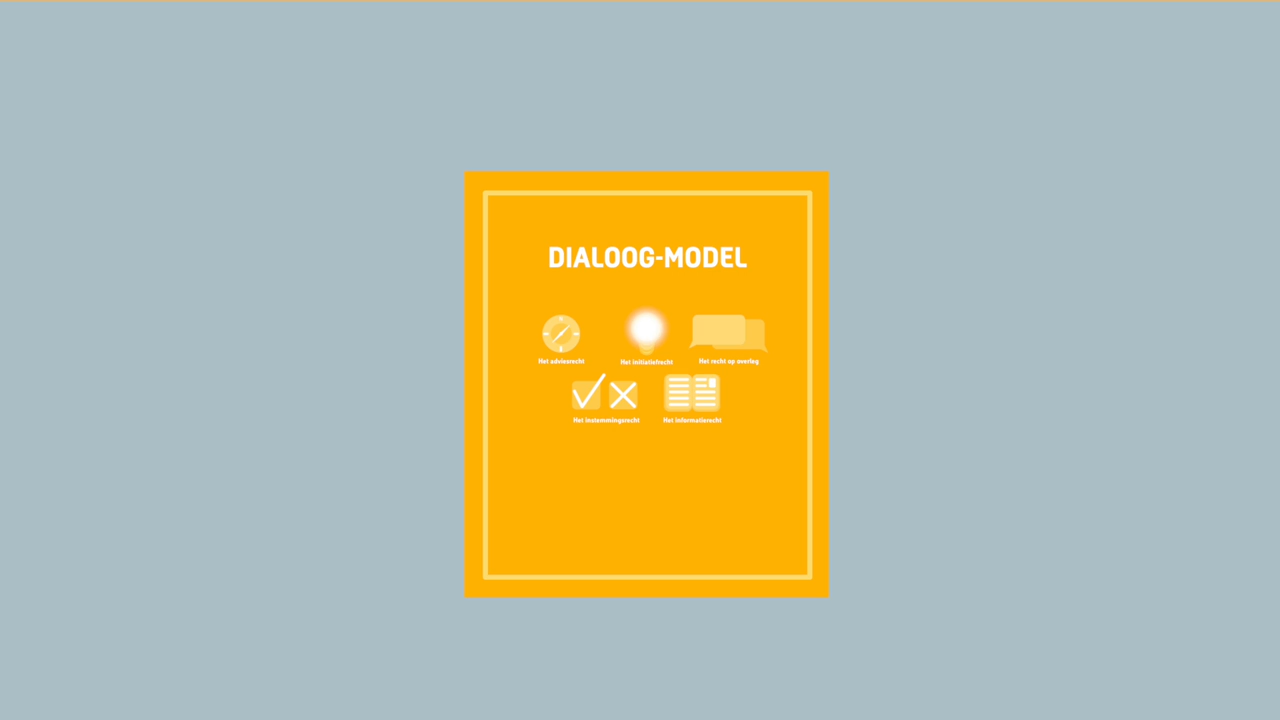 DIALOOG-MODEL
Het adviesrecht
Het initiatiefrecht
Het recht op overleg
Het instemmingsrecht
Het informatierecht